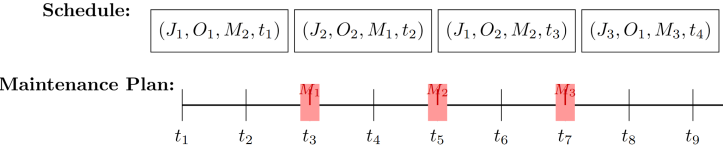 Schedule: (J₁, O₁, M₂, t₁) (J₂, O₂, M₁, t₂) (J₁, O₂, M₂, t₃) (J₃, O₁, M₃, t₄)
Maintenance Plan: M₁ M₂ M₃
t₁ t₂ t₃ t₄ t₅ t₆ t₇ t₈ t₉